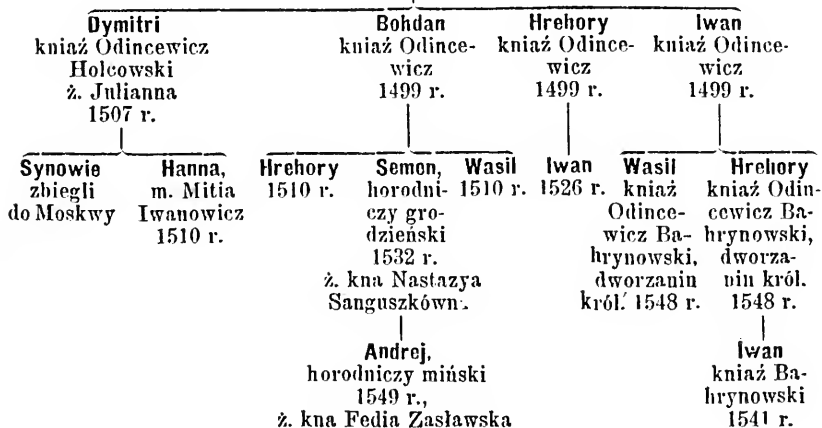 Dymitri
kniaź Odincewicz
Holcowski
ż. Julianna
1507 r.
Bohdan
kniaź Odince-
wicz
1499 r.
Hrehory
kniaź Odince-
wicz
1499 r.
Iwan
kniaź Odince-
wicz
1499 r.
Synowie
zbiegli
do Moskwy
Hanna,
m. Mitia
Iwanowicz
1510 r.
Hrehory
1510 r.
Semen,
horodni-
czy gro-
dzieński
1532 r.
ż. kna Nastazya
Sanguszkówn.
Wasil
1510 r.
Iwan
1526 r.
Wasil
kniaź
Odince-
wicz Ba-
hrynowski,
dworzanin
król. 1548 r.
Hrehory
kniaź Odin-
cewicz Ba-
hrynowski,
dworza-
nin król.
1548 r.
Andrej,
horodniczy miński
1549 r.,
ż. kna Fedia Zasławska
Iwan
kniaź Ba-
hrynowski
1541 r.